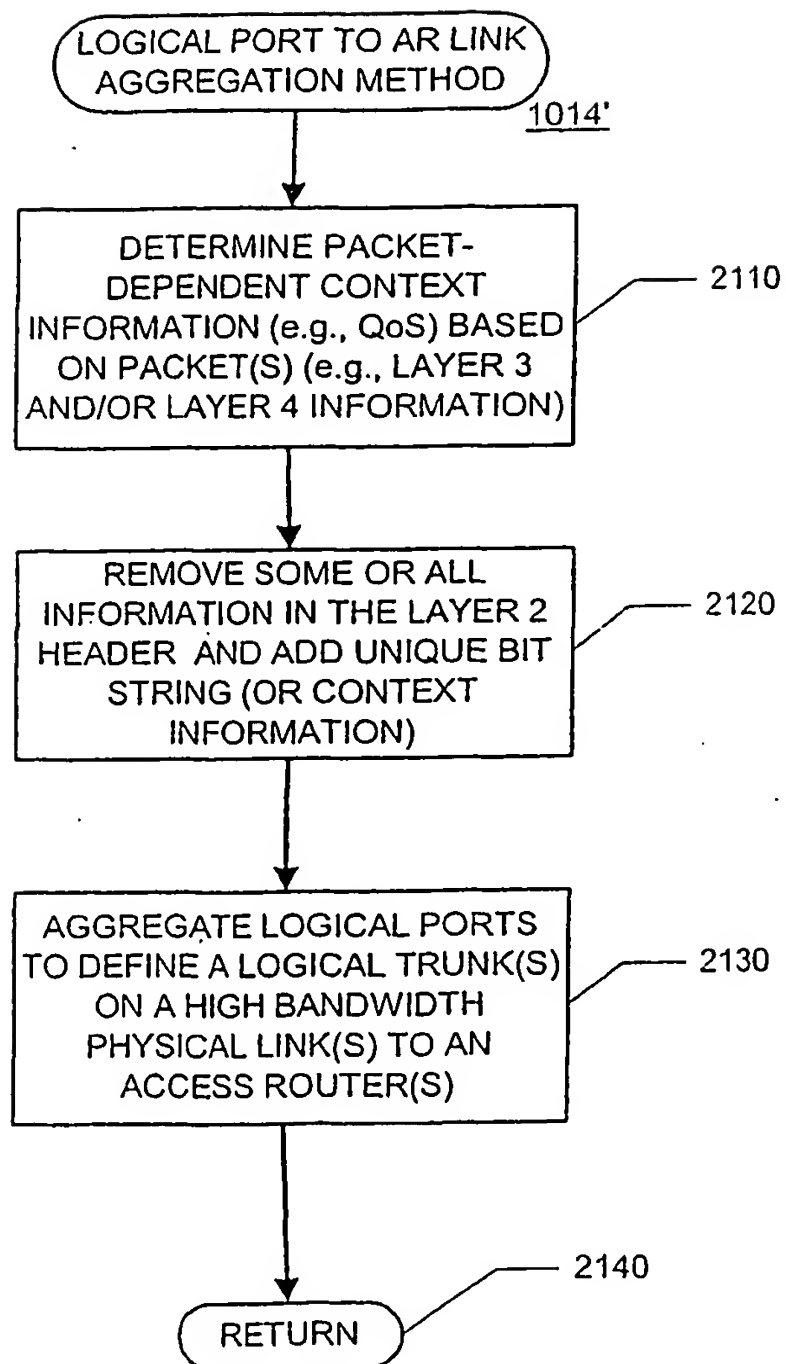 LOGICAL PORT TO AR LINK
AGGREGATION METHOD
1014'
DETERMINE PACKET-
DEPENDENT CONTEXT
INFORMATION (e.g., QoS) BASED
ON PACKET(S) (e.g., LAYER 3
AND/OR LAYER 4 INFORMATION)
2110
REMOVE SOME OR ALL
INFORMATION IN THE LAYER 2
HEADER AND ADD UNIQUE BIT
STRING (OR CONTEXT
INFORMATION)
2120
AGGREGATE LOGICAL PORTS
TO DEFINE A LOGICAL TRUNK(S)
ON A HIGH BANDWIDTH
PHYSICAL LINK(S) TO AN
ACCESS ROUTER(S)
2130
2140
RETURN